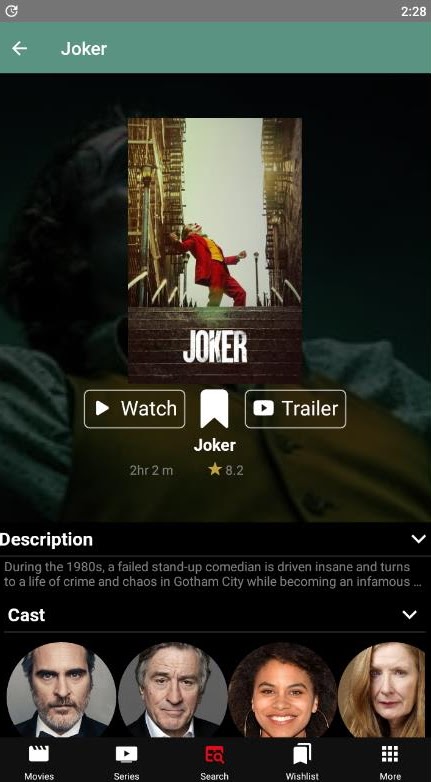 2:28
Joker
JOKER
Watch
Trailer
Joker
2hr 2 m
8.2
Description
During the 1980s, a failed stand-up comedian is driven insane and turns
to a life of crime and chaos in Gotham City while becoming an infamous …
Cast
Movies
Series
Search
Wishlist
More